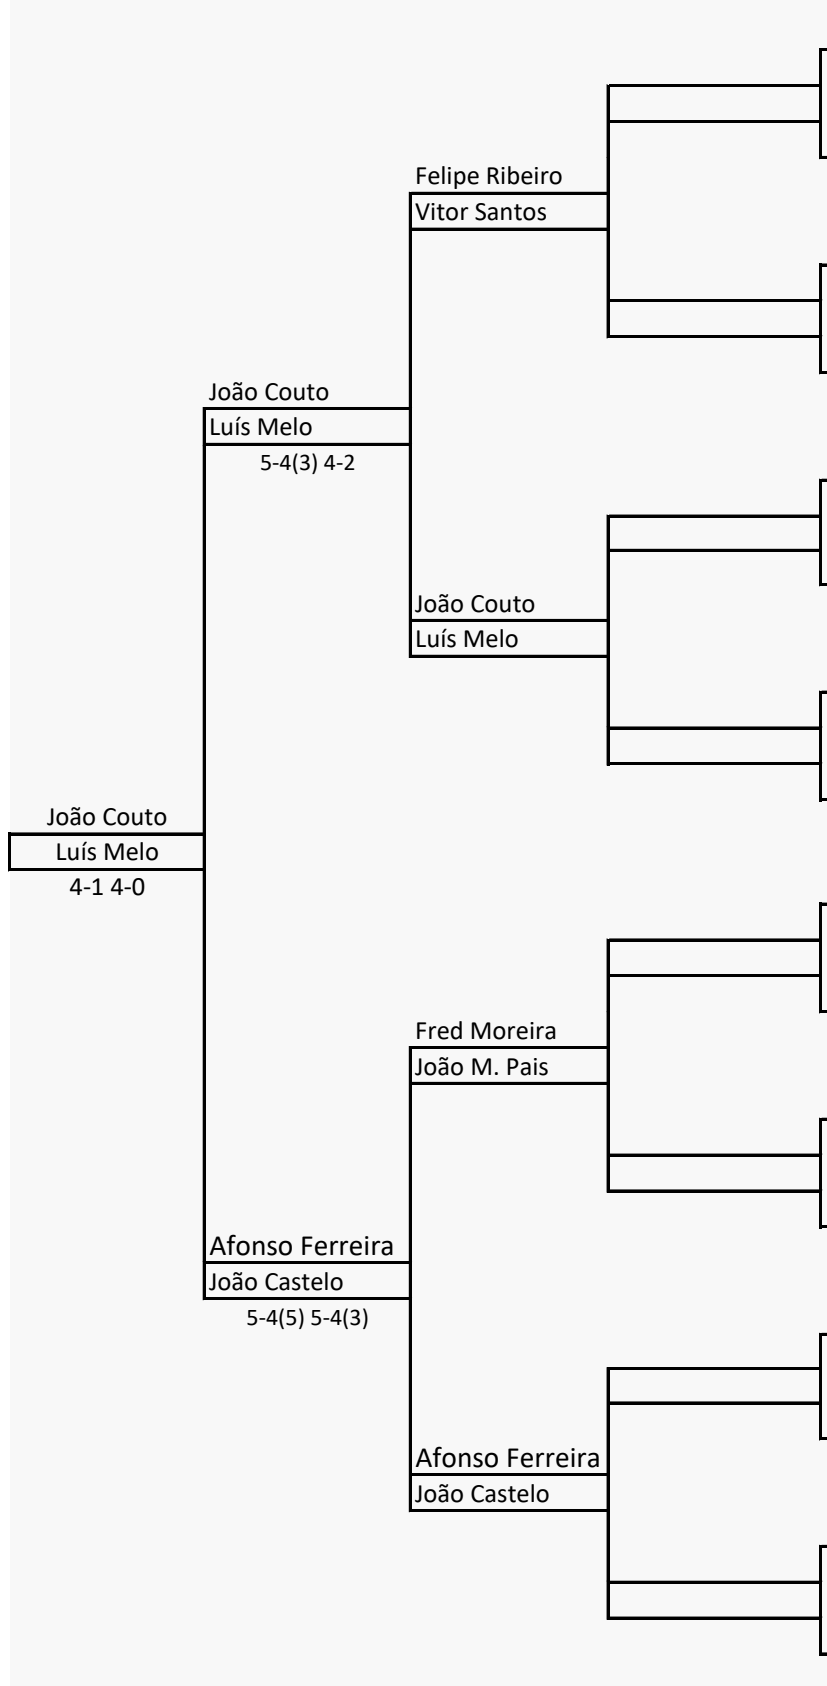 Felipe Ribeiro
Vitor Santos
João Couto
Luís Melo
5-4(3) 4-2
João Couto
Luís Melo
João Couto
Luís Melo
4-1 4-0
Fred Moreira
João M. Pais
Afonso Ferreira
João Castelo
5-4(5) 5-4(3)
Afonso Ferreira
João Castelo